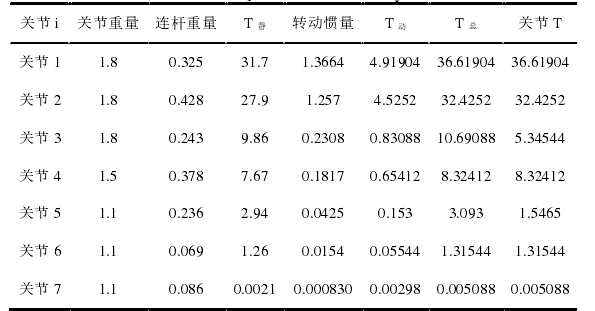 关节 i 关节重量 连杆重量 T 静 转动惯量 T 动 T 总 关节 T
关节 1 1.8 0.325 31.7 1.3664 4.91904 36.61904 36.61904
关节 2 1.8 0.428 27.9 1.257 4.5252 32.4252 32.4252
关节 3 1.8 0.243 9.86 0.2308 0.83088 10.69088 5.34544
关节 4 1.5 0.378 7.67 0.1817 0.65412 8.32412 8.32412
关节 5 1.1 0.236 2.94 0.0425 0.153 3.093 1.5465
关节 6 1.1 0.069 1.26 0.0154 0.05544 1.31544 1.31544
关节 7 1.1 0.086 0.0021 0.000830 0.00298 0.005088 0.005088